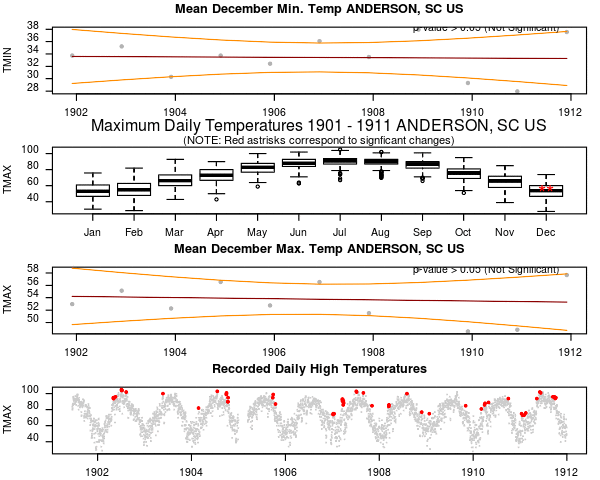 Mean December Min. Temp ANDERSON, SC US
p-value > 0.05 (Not Significant)
TMIN
38
36
34
32
30
28
1902
1904
1906
1908
1910
1912
Maximum Daily Temperatures 1901 - 1911 ANDERSON, SC US
(NOTE: Red astrisks correspond to signficant changes)
TMAX
100
80
60
40
**
Jan
Feb
Mar
Apr
May
Jun
Jul
Aug
Sep
Oct
Nov
Dec
Mean December Max. Temp ANDERSON, SC US
p-value > 0.05 (Not Significant)
TMAX
58
56
54
52
50
1902
1904
1906
1908
1910
1912
Recorded Daily High Temperatures
TMAX
100
80
60
40
1902
1904
1906
1908
1910
1912